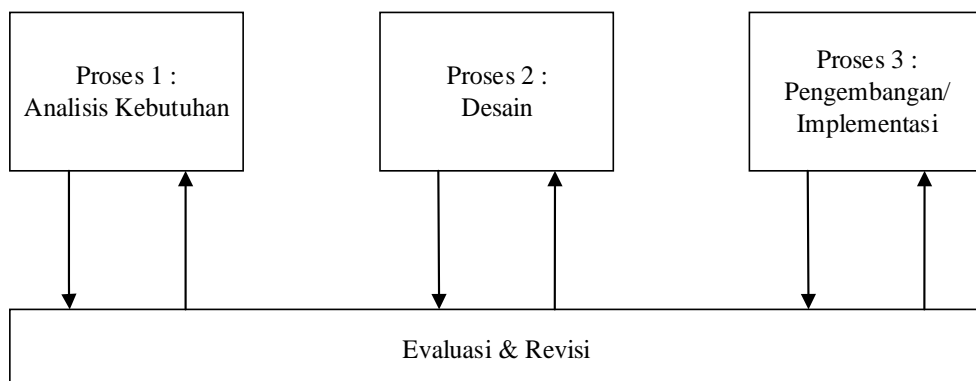 Proses 1 :
Analisis Kebutuhan
Proses 2 :
Desain
Proses 3 :
Pengembangan/
Implementasi
Evaluasi & Revisi